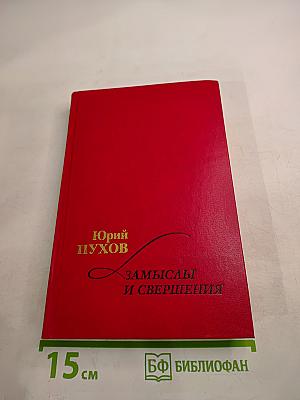 Юрий
ПУХОВ
ЗАМЫСЛЫ
И СВЕРШЕНИЯ
15 см
БФ БИБЛИОФАН